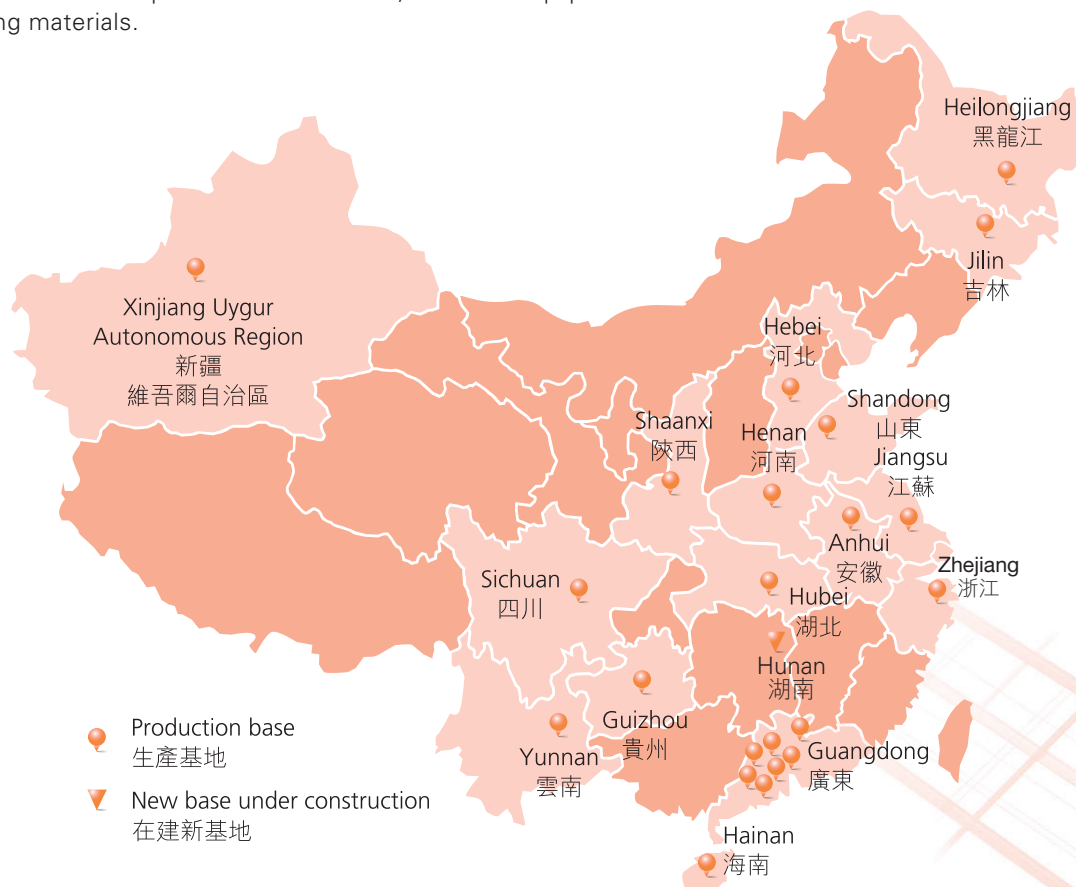 ng materials.
Heilongjiang
黑龍江
Jilin
吉林
Xinjiang Uygur
Autonomous Region
新疆
維吾爾自治區
Hebei
河北
Shandong
山東
Shaanxi
陝西
Henan
河南
Jiangsu
江蘇
Anhui
安徽
Zhejiang
浙江
Sichuan
四川
Hubei
湖北
Hunan
湖南
Guizhou
貴州
Yunnan
雲南
Guangdong
廣東
Hainan
海南
Production base
生產基地
New base under construction
在建新基地